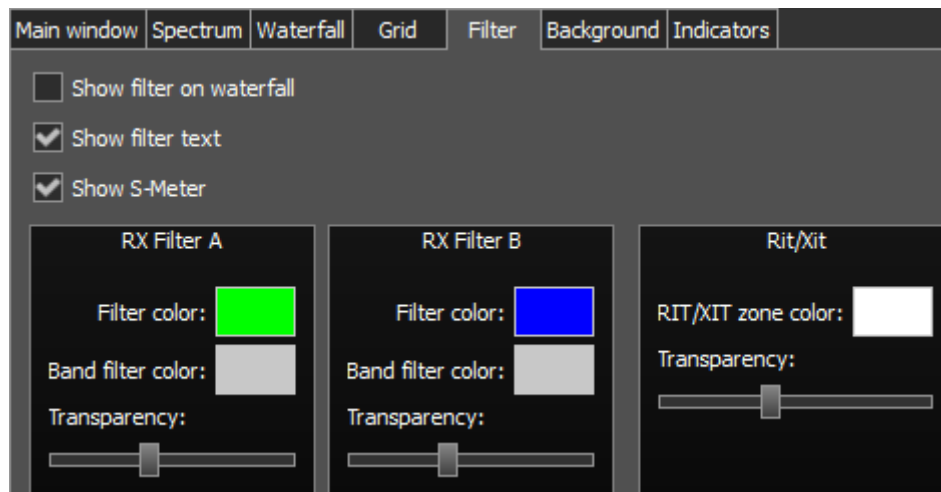 Main window Spectrum Waterfall Grid Filter Background Indicators
Show filter on waterfall
Show filter text
Show S-Meter
RX Filter A
Filter color:
Band filter color:
Transparency:
RX Filter B
Filter color:
Band filter color:
Transparency:
Rit/Xit
RIT/XIT zone color:
Transparency: